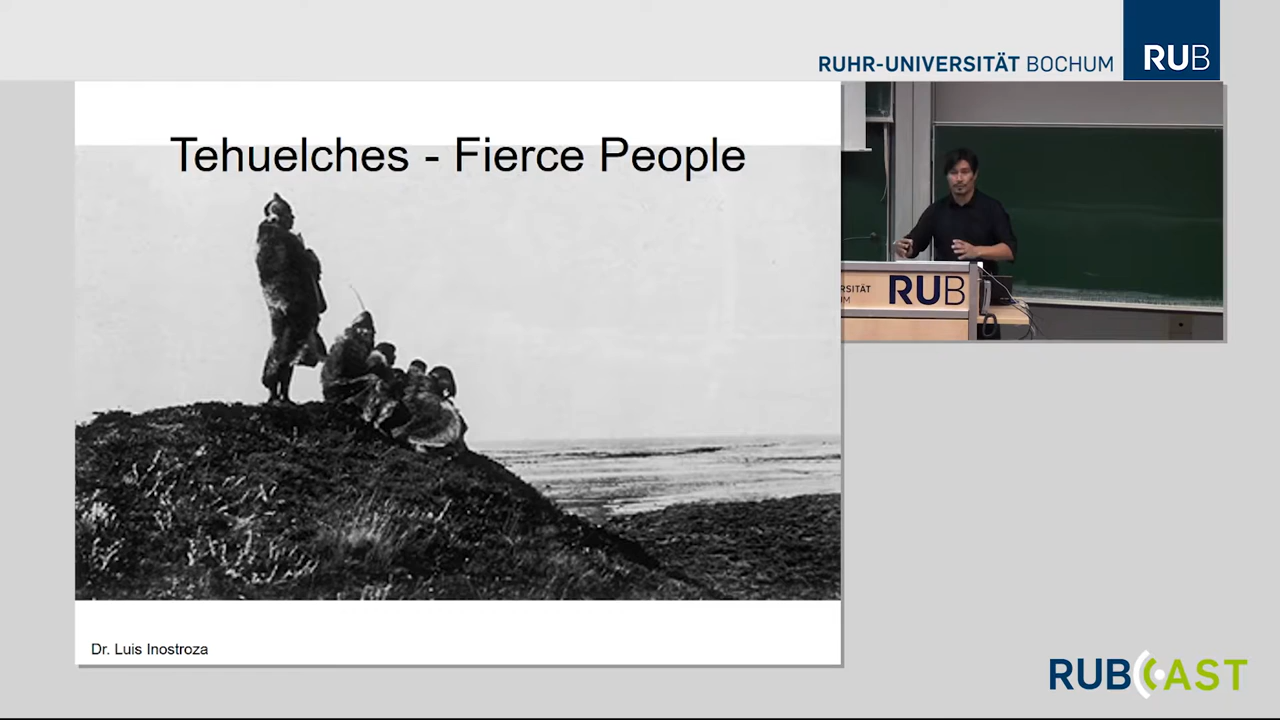 RUHR-UNIVERSITÄT BOCHUM
RUB
Tehuelches - Fierce People
RSITÄT
UM
RUB
Dr. Luis Inostroza
RUBCAST